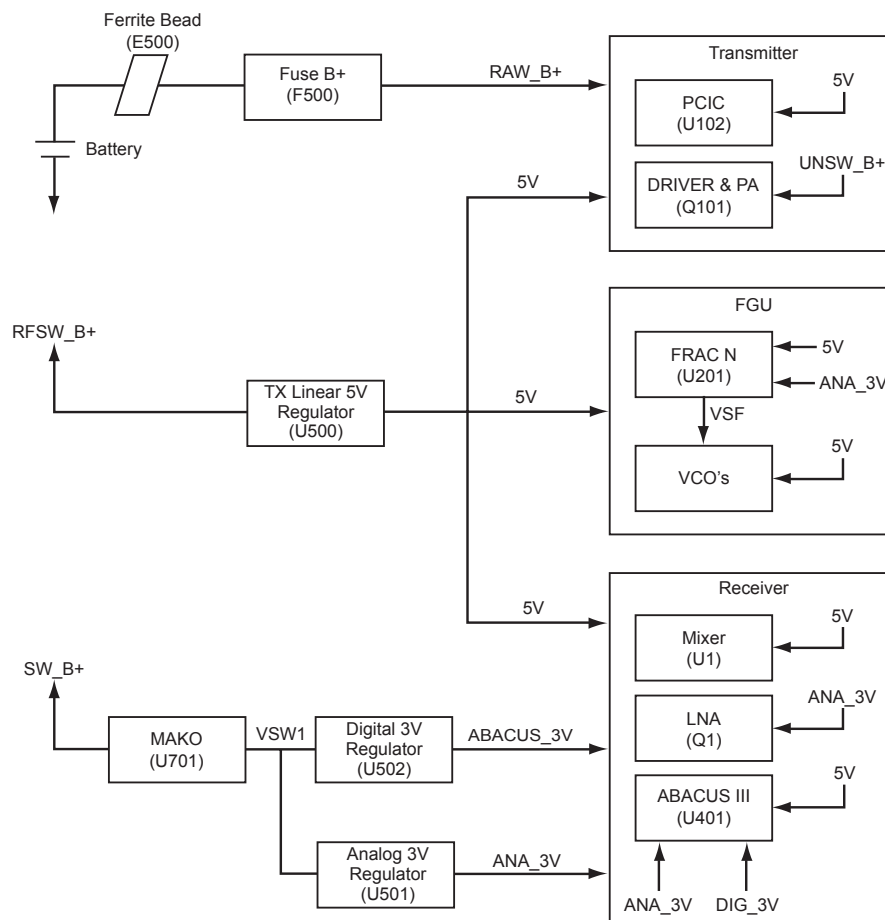 Ferrite Bead
(E500)
Fuse B+
(F500)
RAW_B+
Battery
Transmitter
PCIC
(U102)
5V
DRIVER & PA
(Q101)
UNSW_B+
5V
RFSW_B+
TX Linear 5V
Regulator
(U500)
5V
FGU
FRAC N
(U201)
5V
ANA_3V
VSF
VCO's
5V
5V
Receiver
Mixer
(U1)
5V
LNA
(Q1)
ANA_3V
ABACUS III
(U401)
5V
ANA_3V
DIG_3V
SW_B+
MAKO
(U701)
VSW1
Digital 3V
Regulator
(U502)
ABACUS_3V
Analog 3V
Regulator
(U501)
ANA_3V